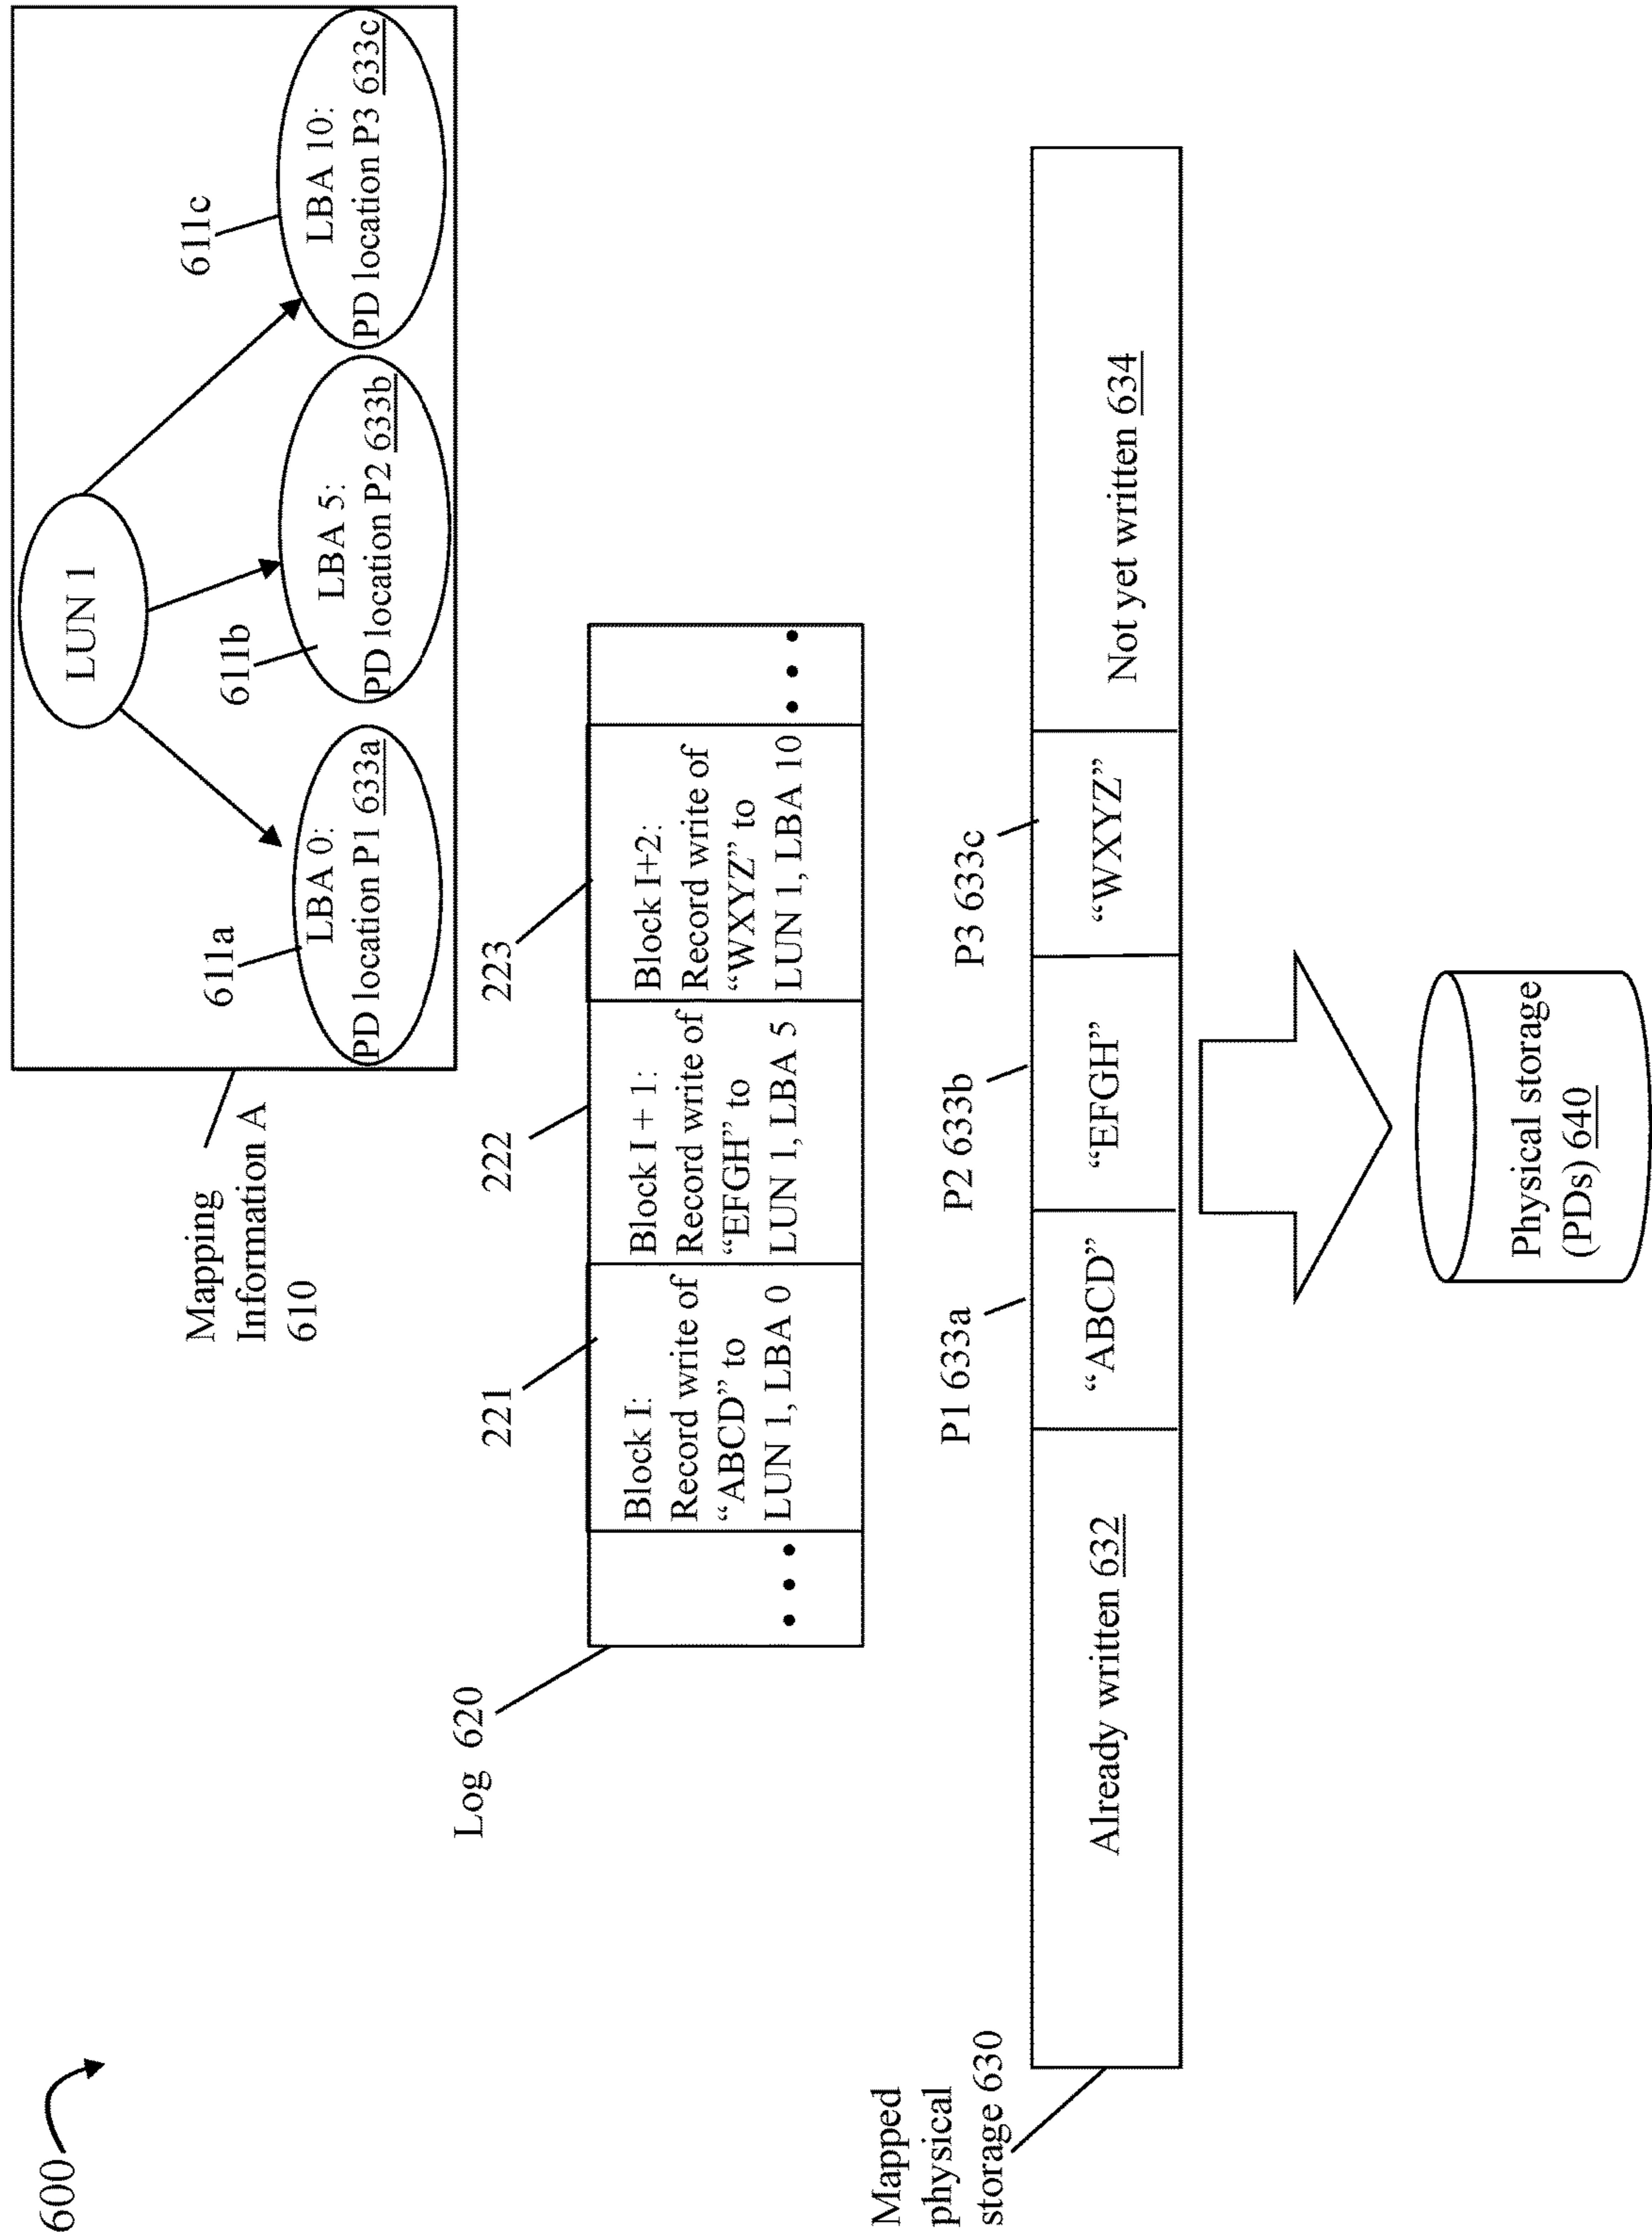 600
LUN 1
611a
611b
611c
LBA 0:
PD location P1 633a
LBA 5:
PD location P2 633b
LBA 10:
PD location P3 633c
Mapping
Information A
610
Log 620
221
222
223
Block I:
Record write of
“ABCD” to
LUN 1, LBA 0
Block I + 1:
Record write of
“EFGH” to
LUN 1, LBA 5
Block I+2:
Record write of
“WXYZ” to
LUN 1, LBA 10
Mapped
physical
storage 630
P1 633a
P2 633b
P3 633c
Already written 632
“ABCD”
“EFGH”
“WXYZ”
Not yet written 634
Physical storage
(PDs) 640